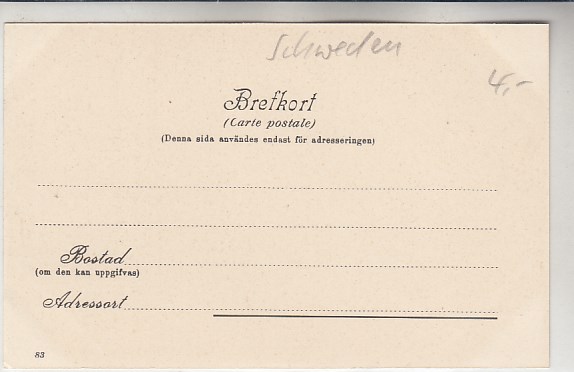 Schweden
4,-
Brefkort
(Carte postale)
(Denna sida användes endast för adresseringen)
Bostad
(om den kan uppgifvas)
Adressort
83